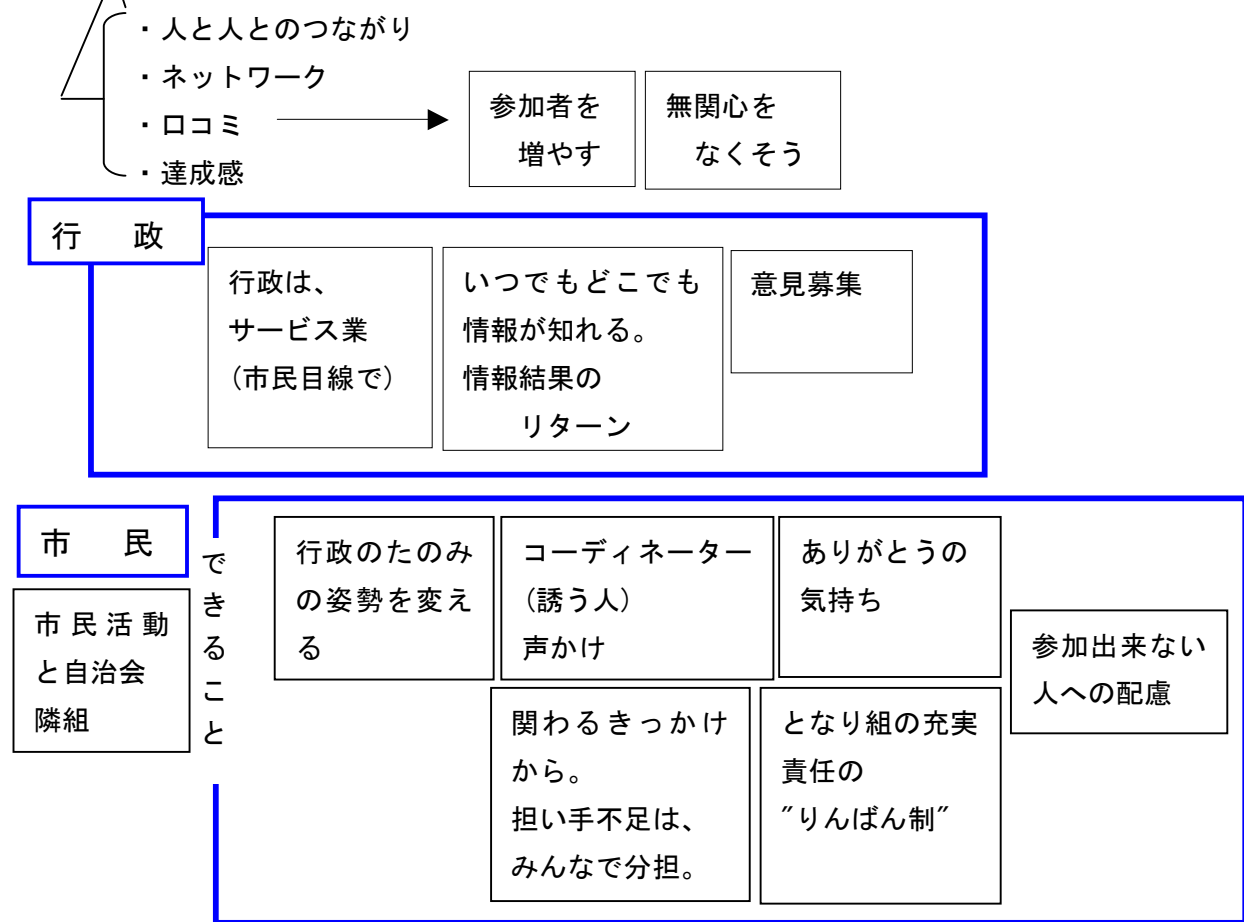 ・人と人とのつながり
・ネットワーク
・口コミ
・達成感
参加者を
増やす
無関心を
なくそう
行 政
行政は、
サービス業
(市民目線で)
いつでもどこでも
情報が知れる。
情報結果の
リターン
意見募集
市 民
市民活動
と自治会
隣組
できること
行政のたのみ
の姿勢を変え
る
コーディネーター
(誘う人)
声かけ
ありがとうの
気持ち
参加出来ない
人への配慮
関わるきっかけ
から。
担い手不足は、
みんなで分担。
となり組の充実
責任の
″りんばん制″